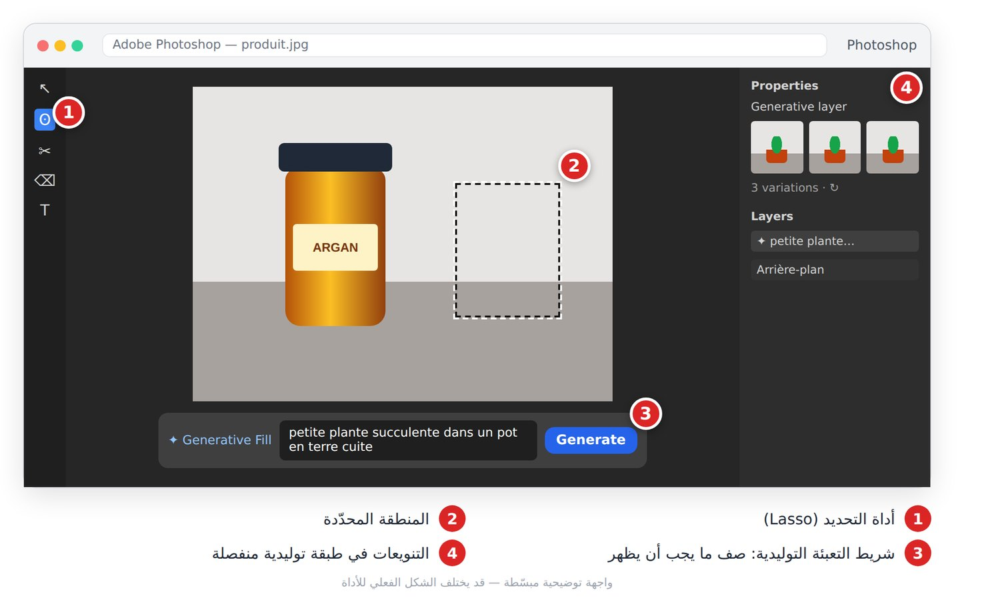 Adobe Photoshop — produit.jpg
Photoshop
1
T
ARGAN
2
✦ Generative Fill
petite plante succulente dans un pot
en terre cuite
Generate
3
Properties
4
Generative layer
3 variations · ↻
Layers
✦ petite plante…
Arrière-plan
1 أداة التحديد (Lasso)
2 المنطقة المحدّدة
3 شريط التعبئة التوليدية: صف ما يجب أن يظهر
4 التنويعات في طبقة توليدية منفصلة
واجهة توضيحية مبسّطة — قد يختلف الشكل الفعلي للأداة